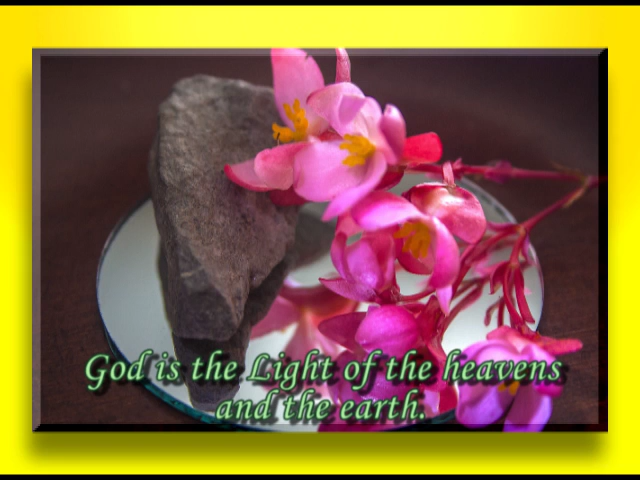 God is the Light of the heavens
and the earth.